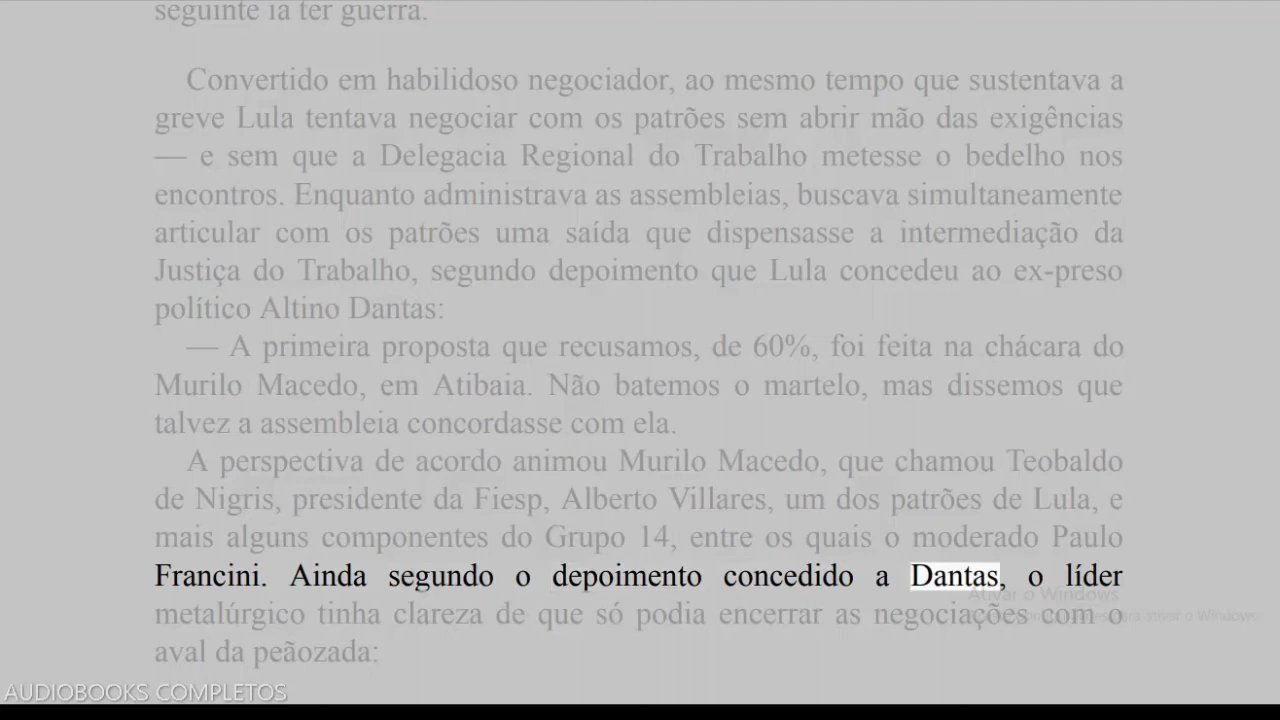 seguinte ia ter guerra.
Convertido em habilidoso negociador, ao mesmo tempo que sustentava a
greve Lula tentava negociar com os patrões sem abrir mão das exigências
— e sem que a Delegacia Regional do Trabalho metesse o bedelho nos
encontros. Enquanto administrava as assembleias, buscava simultaneamente
articular com os patrões uma saída que dispensasse a intermediação da
Justiça do Trabalho, segundo depoimento que Lula concedeu ao ex-preso
político Altino Dantas:
— A primeira proposta que recusamos, de 60%, foi feita na chácara do
Murilo Macedo, em Atibaia. Não batemos o martelo, mas dissemos que
talvez a assembleia concordasse com ela.
A perspectiva de acordo animou Murilo Macedo, que chamou Teobaldo
de Nigris, presidente da Fiesp, Alberto Villares, um dos patrões de Lula, e
mais alguns componentes do Grupo 14, entre os quais o moderado Paulo
Francini. Ainda segundo o depoimento concedido a Dantas, o líder
metalúrgico tinha clareza de que só podia encerrar as negociações com o
aval da peãozada:
Ativar o Windows
ativar o Windows.
AUDIOBOOKS COMPLETOS